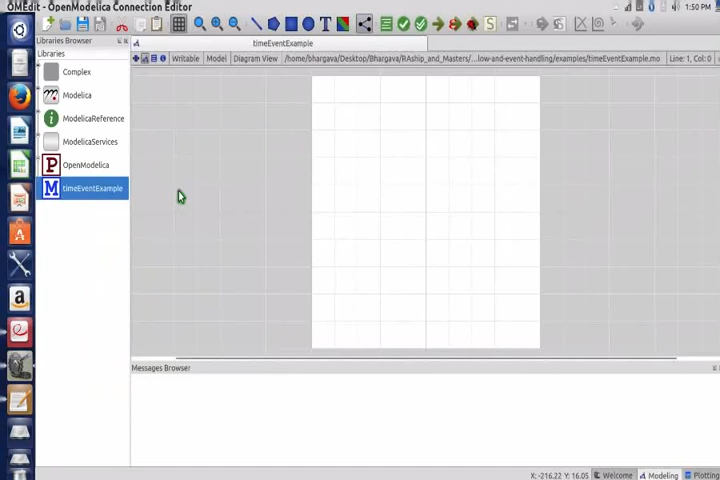 OMEdit - OpenModelica Connection Editor
1:50 PM
Libraries Browser
timeEventExample
Libraries
Writable
Model
Diagram View
/home/bhargava/Desktop/Bhargava/RAship_and_Masters/...low-and-event-handling/examples/timeEventExample.mo
Line: 1, Col: 0
Complex
Modelica
ModelicaReference
ModelicaServices
P OpenModelica
M timeEventExample
Messages Browser
X: -216.22 Y: 16.05
Welcome
Modeling
Plotting